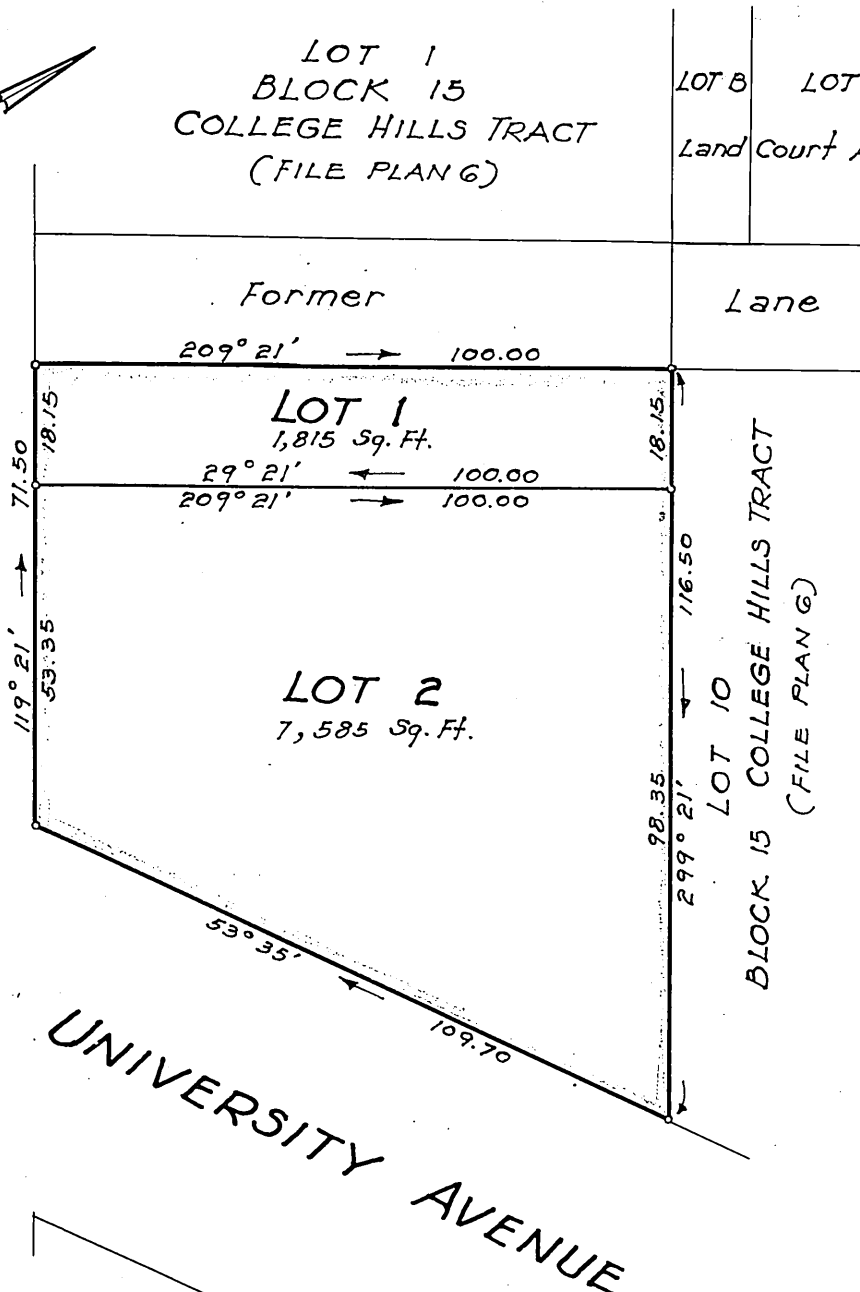 LOT 1
BLOCK 15
COLLEGE HILLS TRACT
(FILE PLAN 6)
LOT B
Land
LOT
Court
Former
Lane
209° 21' 100.00
LOT 1
1,815 Sq. Ft.
18.15
18.15
71.50
29° 21' 100.00
209° 21' 100.00
119° 21'
53.35
LOT 2
7,585 Sq. Ft.
116.50
98.35
299° 21'
LOT 10
BLOCK 15 COLLEGE HILLS TRACT
(FILE PLAN 6)
53° 35'
109.70
UNIVERSITY AVENUE